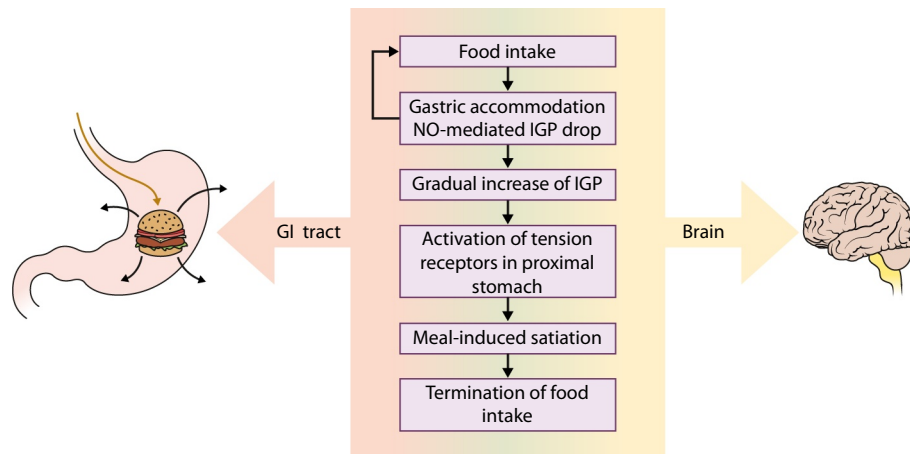 Food intake
Gastric accommodation
NO-mediated IGP drop
Gradual increase of IGP
GI tract
Activation of tension
receptors in proximal
stomach
Brain
Meal-induced satiation
Termination of food
intake